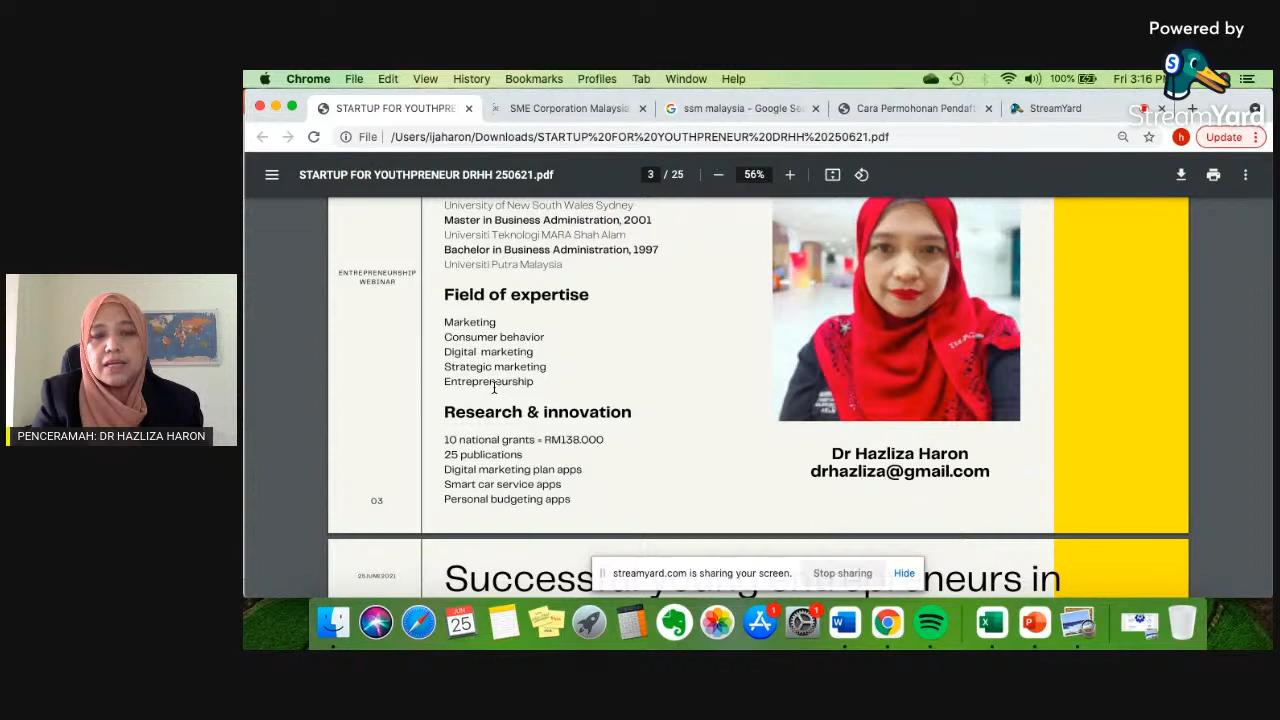 Powered by
StreamYard
Chrome File Edit View History Bookmarks Profiles Tab Window Help
100%
Fri 3:16 PM
STARTUP FOR YOUTHPRE
SME Corporation Malaysia
ssm malaysia - Google Se
Cara Permohonan Pendaft
StreamYard
File
/Users/ijaharon/Downloads/STARTUP%20FOR%20YOUTHPRENEUR%20DRHH%20250621.pdf
h
Update
STARTUP FOR YOUTHPRENEUR DRHH 250621.pdf
3 / 25
56%
University of New South Wales Sydney
Master in Business Administration, 2001
Universiti Teknologi MARA Shah Alam
Bachelor in Business Administration, 1997
Universiti Putra Malaysia
ENTREPRENEURSHIP
WEBINAR
Field of expertise
Marketing
Consumer behavior
Digital marketing
Strategic marketing
Entrepreneurship
Research & innovation
10 national grants = RM138.000
25 publications
Digital marketing plan apps
Smart car service apps
Personal budgeting apps
03
Dr Hazliza Haron
drhazliza@gmail.com
PENCERAMAH: DR HAZLIZA HARON
25JUNE2021
streamyard.com is sharing your screen.
Stop sharing
Hide
JUN
25
1
1